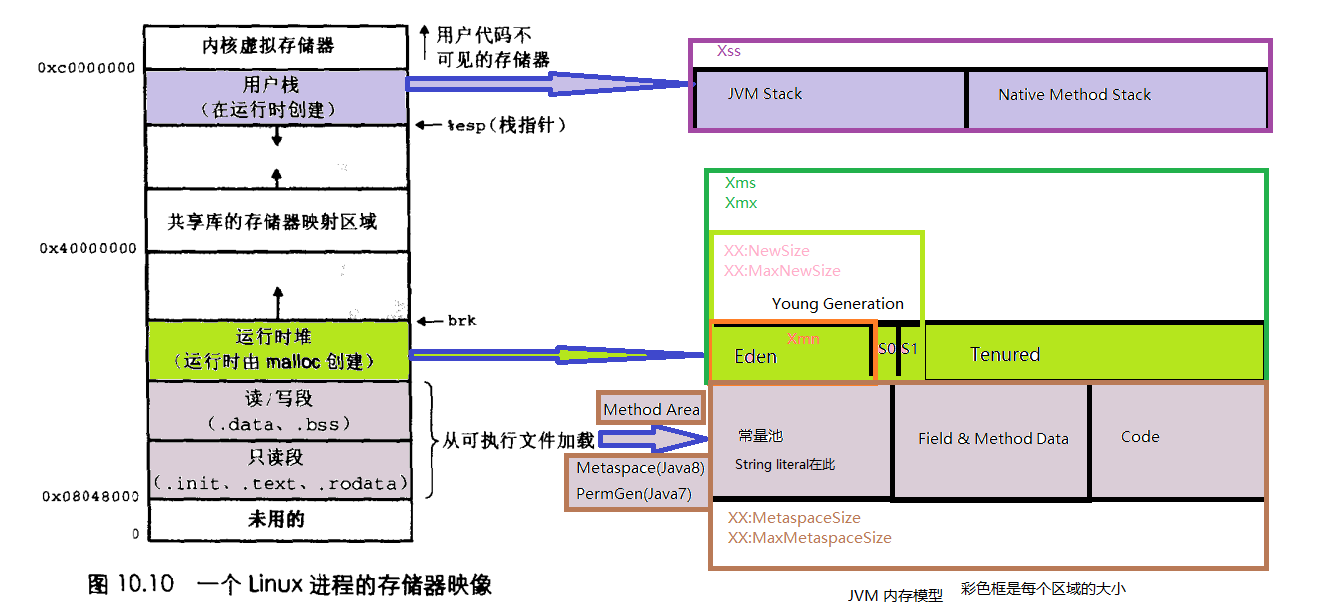 内核虚拟存储器
用户代码不
可见的存储器
0xc0000000
用户栈
（在运行时创建）
%esp（栈指针）
共享库的存储器映射区域
0x40000000
brk
运行时堆
（运行时由 malloc 创建）
读/写段
（.data、.bss）
从可执行文件加载
只读段
（.init、.text、.rodata）
0x08048000
未用的
0
图 10.10 一个 Linux 进程的存储器映像
Xss
JVM Stack
Native Method Stack
Xms
Xmx
XX:NewSize
XX:MaxNewSize
Young Generation
Xmn
Eden
S0
S1
Tenured
Method Area
Metaspace(Java8)
PermGen(Java7)
常量池
String literal在此
Field & Method Data
Code
XX:MetaspaceSize
XX:MaxMetaspaceSize
JVM 内存模型
彩色框是每个区域的大小